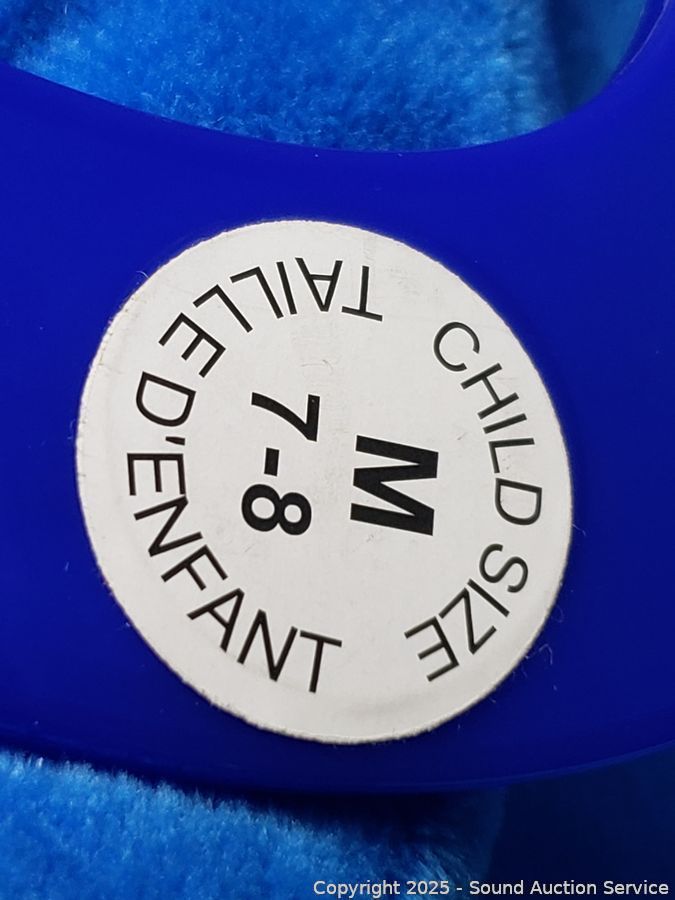 CHILD SIZE
M
7-8
TAILLE D'ENFANT
Copyright 2025 - Sound Auction Service